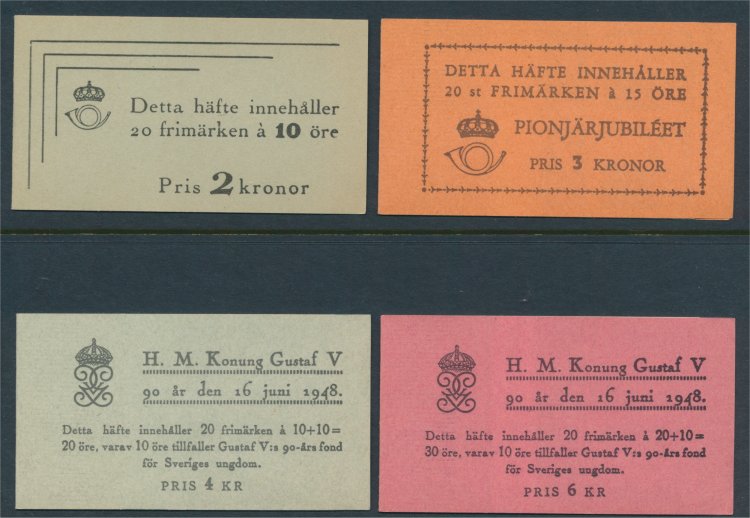 Detta häfte innehåller
20 frimärken à 10 öre
Pris 2 kronor
DETTA HÄFTE INNEHÅLLER
20 st FRIMÄRKEN à 15 ÖRE
PIONJÄRJUBILÉET
PRIS 3 KRONOR
H. M. Konung Gustaf V
90 år den 16 juni 1948.
Detta häfte innehåller 20 frimärken à 10+10=
20 öre, varav 10 öre tillfaller Gustaf V:s 90-års fond
för Sveriges ungdom.
PRIS 4 KR
H. M. Konung Gustaf V
90 år den 16 juni 1948.
Detta häfte innehåller 20 frimärken à 20+10=
30 öre, varav 10 öre tillfaller Gustaf V:s 90-års fond
för Sveriges ungdom.
PRIS 6 KR